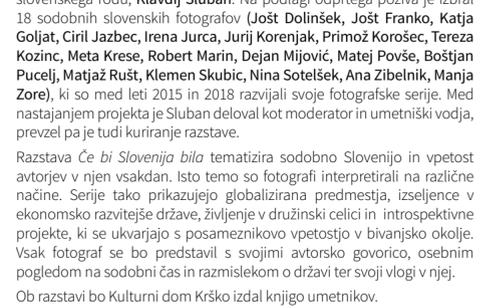 slovenskega rodu, Klavdij Sluban. Na podlagi odprtega poziva je izbral
18 sodobnih slovenskih fotografov (Jošt Dolinšek, Jošt Franko, Katja
Goljat, Ciril Jazbec, Irena Jurca, Jurij Korenjak, Primož Korošec, Tereza
Kozinc, Meta Krese, Robert Marin, Dejan Mijović, Matej Povše, Boštjan
Pucelj, Matjaž Rušt, Klemen Skubic, Nina Sotelšek, Ana Zibelnik, Manja
Zore), ki so med leti 2015 in 2018 razvijali svoje fotografske serije. Med
nastajanjem projekta je Sluban deloval kot moderator in umetniški vodja,
prevzel pa je tudi kuriranje razstave.
Razstava Če bi Slovenija bila tematizira sodobno Slovenijo in vpetost
avtorjev v njen vsakdan. Isto temo so fotografi interpretirali na različne
načine. Serije tako prikazujejo globalizirana predmestja, izseljence v
ekonomsko razvitejše države, življenje v družinski celici in introspektivne
projekte, ki se ukvarjajo s posameznikovo vpetostjo v bivanjsko okolje.
Vsak fotograf se bo predstavil s svojimi avtorsko govorico, osebnim
pogledom na sodobni čas in razmislekom o državi ter svoji vlogi v njej.
Ob razstavi bo Kulturni dom Krško izdal knjigo umetnikov.